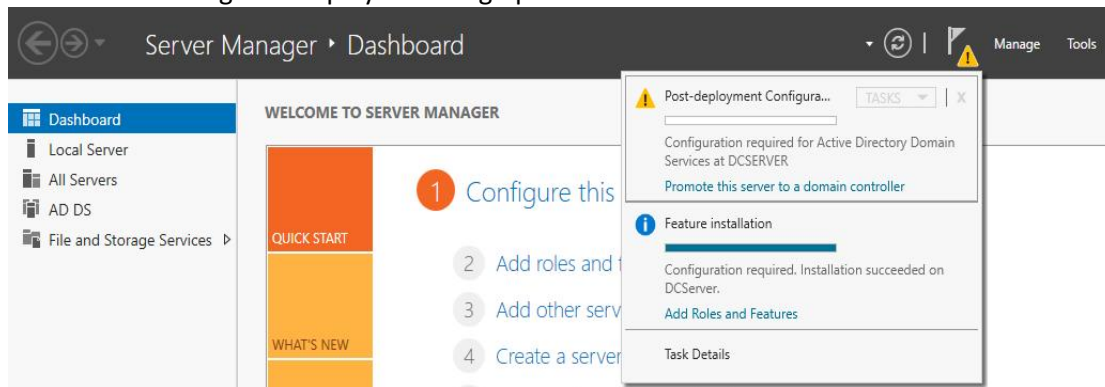 Server Manager ‣ Dashboard
Manage Tools
Dashboard
Local Server
All Servers
AD DS
File and Storage Services
WELCOME TO SERVER MANAGER
QUICK START
WHAT'S NEW
1 Configure this
2 Add roles and
3 Add other serv
4 Create a server
Post-deployment Configura...
TASKS
X
Configuration required for Active Directory Domain
Services at DCSERVER
Promote this server to a domain controller
Feature installation
Configuration required. Installation succeeded on
DCServer.
Add Roles and Features
Task Details